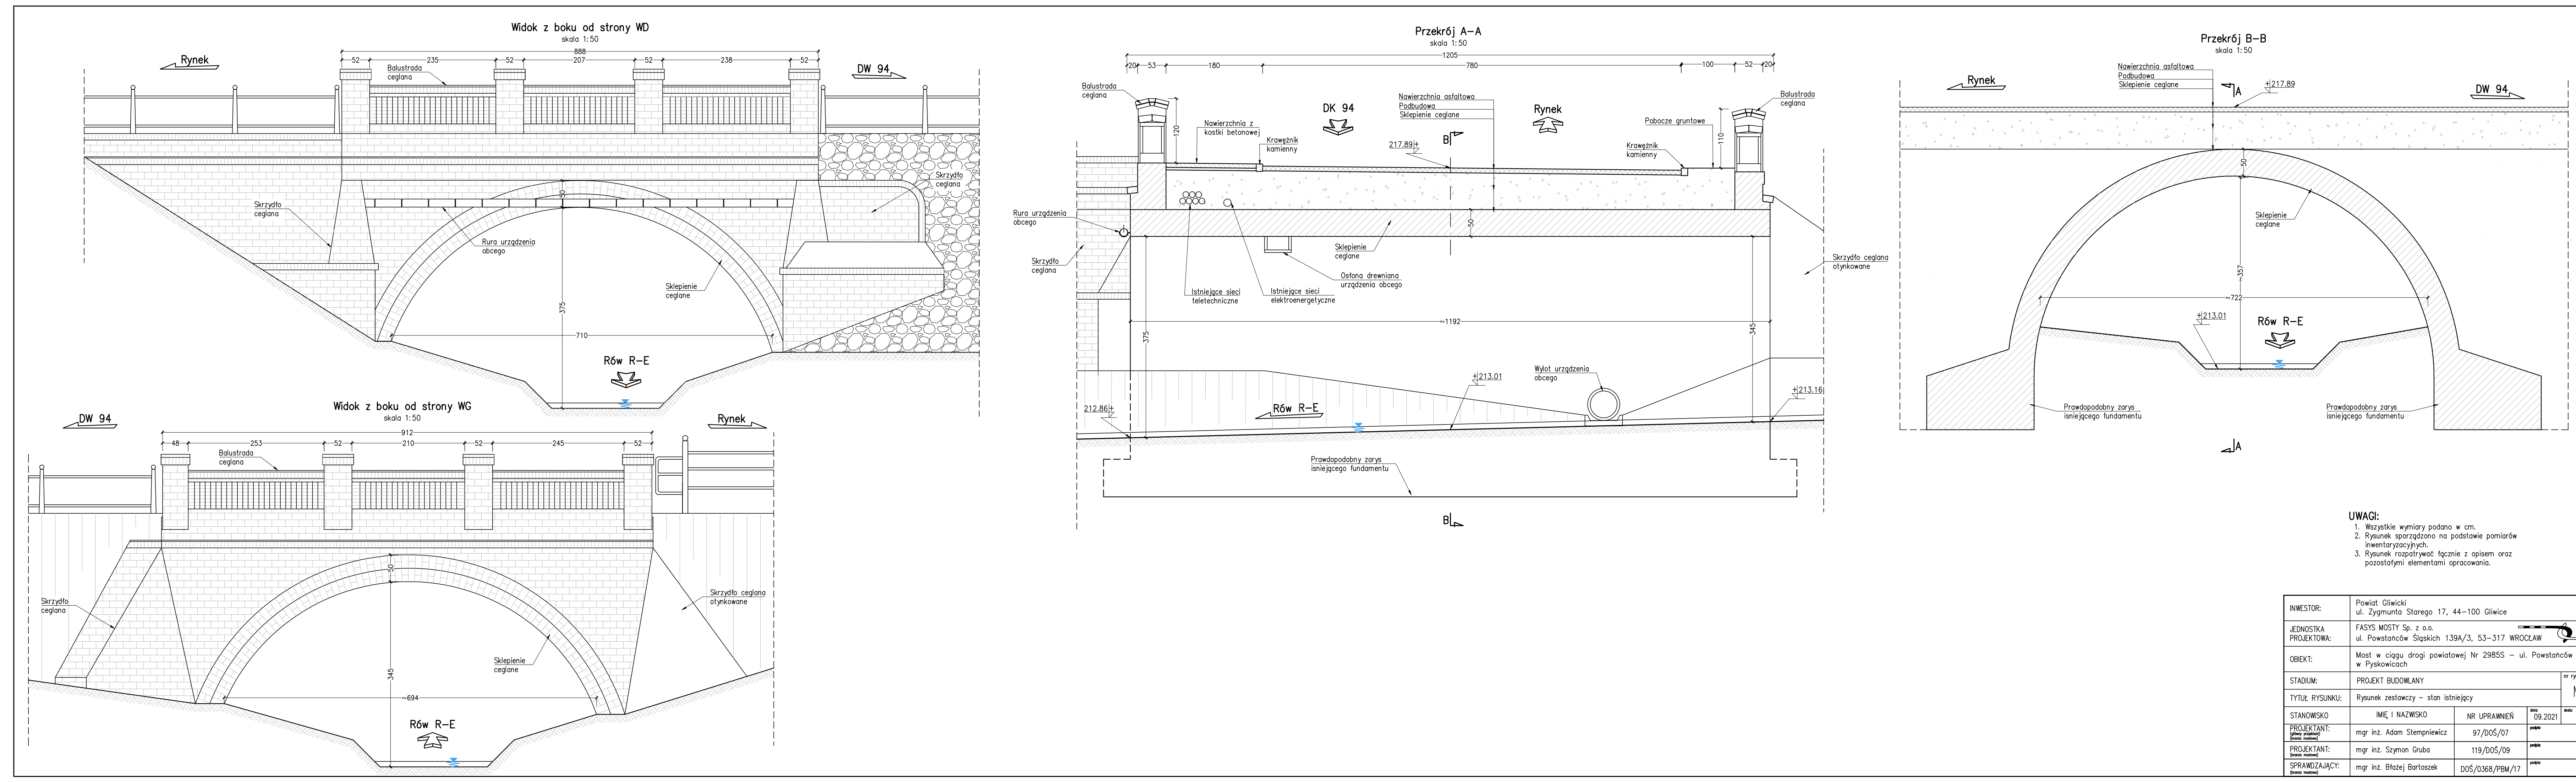 Widok z boku od strony WD
skala 1:50
Rynek
DW 94
888
52
235
52
207
52
238
52
Balustrada
ceglana
Skrzydło
ceglana
Skrzydło
ceglana
50
Rura urządzenia
obcego
Sklepienie
ceglane
375
710
Rów R-E
Widok z boku od strony WG
skala 1:50
DW 94
Rynek
912
48
253
52
210
52
245
52
Balustrada
ceglana
50
Skrzydło
ceglana
Skrzydło ceglana
otynkowane
Sklepienie
ceglane
345
~694
Rów R-E
Przekrój A-A
skala 1:50
1205
20
53
180
780
100
52
20
Balustrada
ceglana
DK 94
Nawierzchnia asfaltowa
Podbudowa
Sklepienie ceglane
Rynek
Balustrada
ceglana
120
Nawierzchnia z
kostki betonowej
Krawężnik
kamienny
217.89
B
Krawężnik
kamienny
Pobocze gruntowe
110
Rura urządzenia
obcego
50
Skrzydło
ceglana
Sklepienie
ceglane
Osłona drewniana
urządzenia obcego
Skrzydło ceglana
otynkowane
Istniejące sieci
teletechniczne
Istniejące sieci
elektroenergetyczne
~1192
375
345
Wylot urządzenia
obcego
213.01
213.16
212.86
Rów R-E
Prawdopodobny zarys
isniejącego fundamentu
B
Przekrój B-B
skala 1:50
Nawierzchnia asfaltowa
Podbudowa
Sklepienie ceglane
A
217.89
Rynek
DW 94
50
Sklepienie
ceglane
~357
~722
213.01
Rów R-E
Prawdopodobny zarys
isniejącego fundamentu
Prawdopodobny zarys
isniejącego fundamentu
A
UWAGI:
1. Wszystkie wymiary podano w cm.
2. Rysunek sporządzono na podstawie pomiarów
inwentaryzacyjnych.
3. Rysunek rozpatrywać łącznie z opisem oraz
pozostałymi elementami opracowania.
INWESTOR:
Powiat Gliwicki
ul. Zygmunta Starego 17, 44-100 Gliwice
JEDNOSTKA
PROJEKTOWA:
FASYS MOSTY Sp. z o.o.
ul. Powstańców Śląskich 139A/3, 53-317 WROCŁAW
OBIEKT:
Most w ciągu drogi powiatowej Nr 2985S - ul. Powstańców
w Pyskowicach
STADIUM:
PROJEKT BUDOWLANY
TYTUŁ RYSUNKU:
Rysunek zestawczy - stan istniejący
STANOWISKO
IMIĘ I NAZWISKO
NR UPRAWNIEŃ
data:
09.2021
PROJEKTANT:
mgr inż. Adam Stempniewicz
97/DOŚ/07
podpis:
PROJEKTANT:
mgr inż. Szymon Gruba
119/DOŚ/09
podpis:
SPRAWDZAJĄCY:
mgr inż. Błażej Bartoszek
DOŚ/0368/PBM/17
podpis: